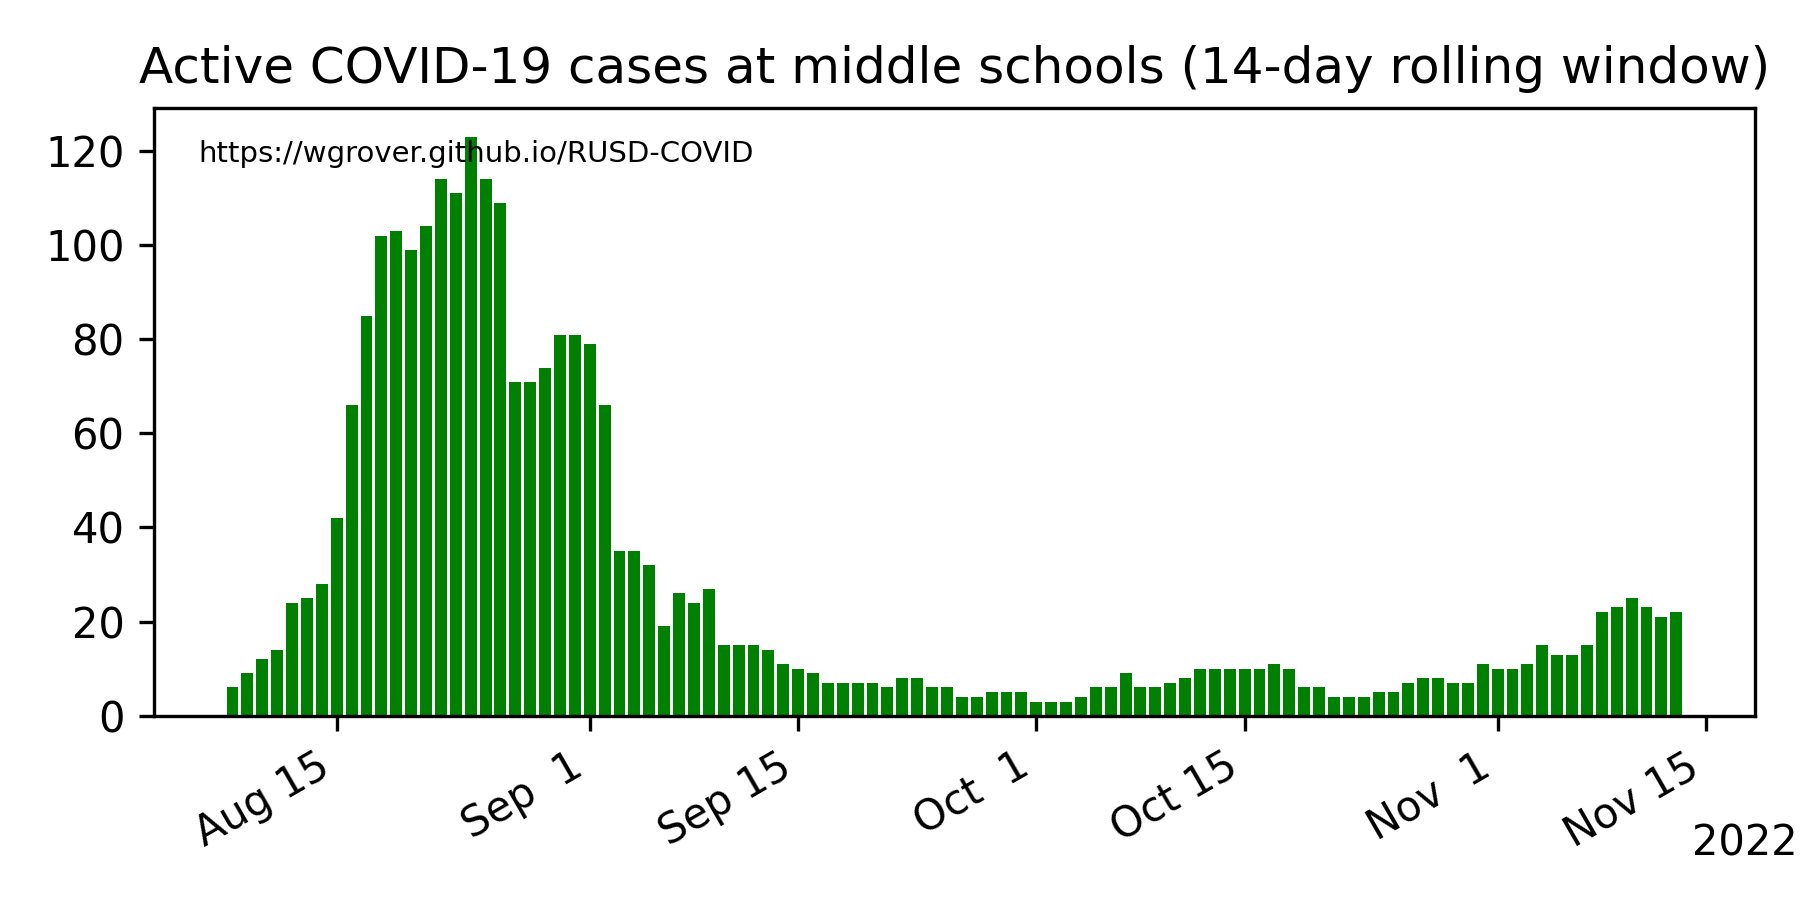 Active COVID-19 cases at middle schools (14-day rolling window)
https://wgrover.github.io/RUSD-COVID
120
100
80
60
40
20
0
Aug 15
Sep 1
Sep 15
Oct 1
Oct 15
Nov 1
Nov 15
2022